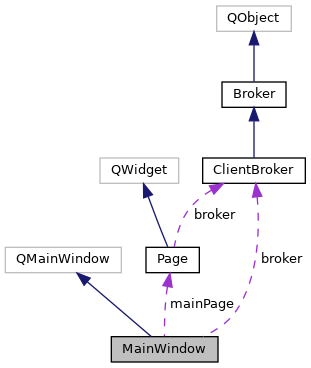 QObject
Broker
QWidget
ClientBroker
broker
QMainWindow
Page
broker
mainPage
MainWindow